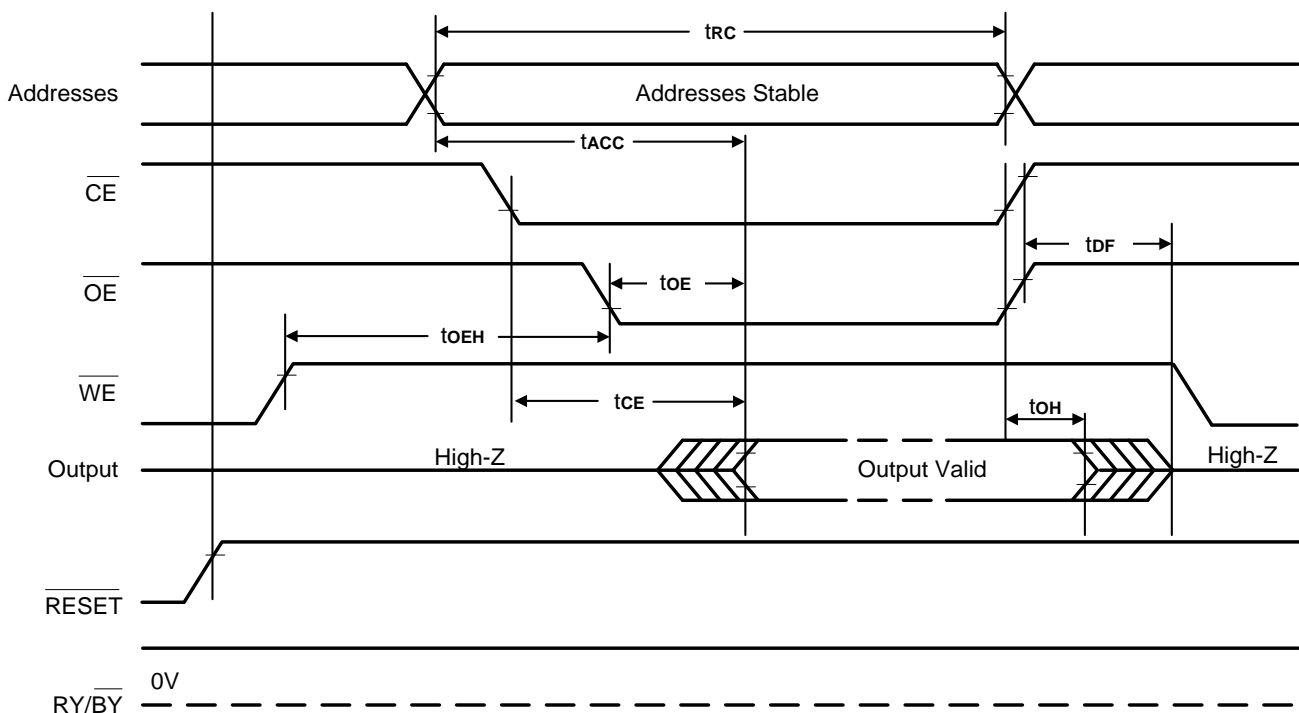 tRC
Addresses
Addresses Stable
tACC
CE
tDF
OE
tOE
tOEH
WE
tCE
tOH
Output
High-Z
Output Valid
High-Z
RESET
0V
RY/BY